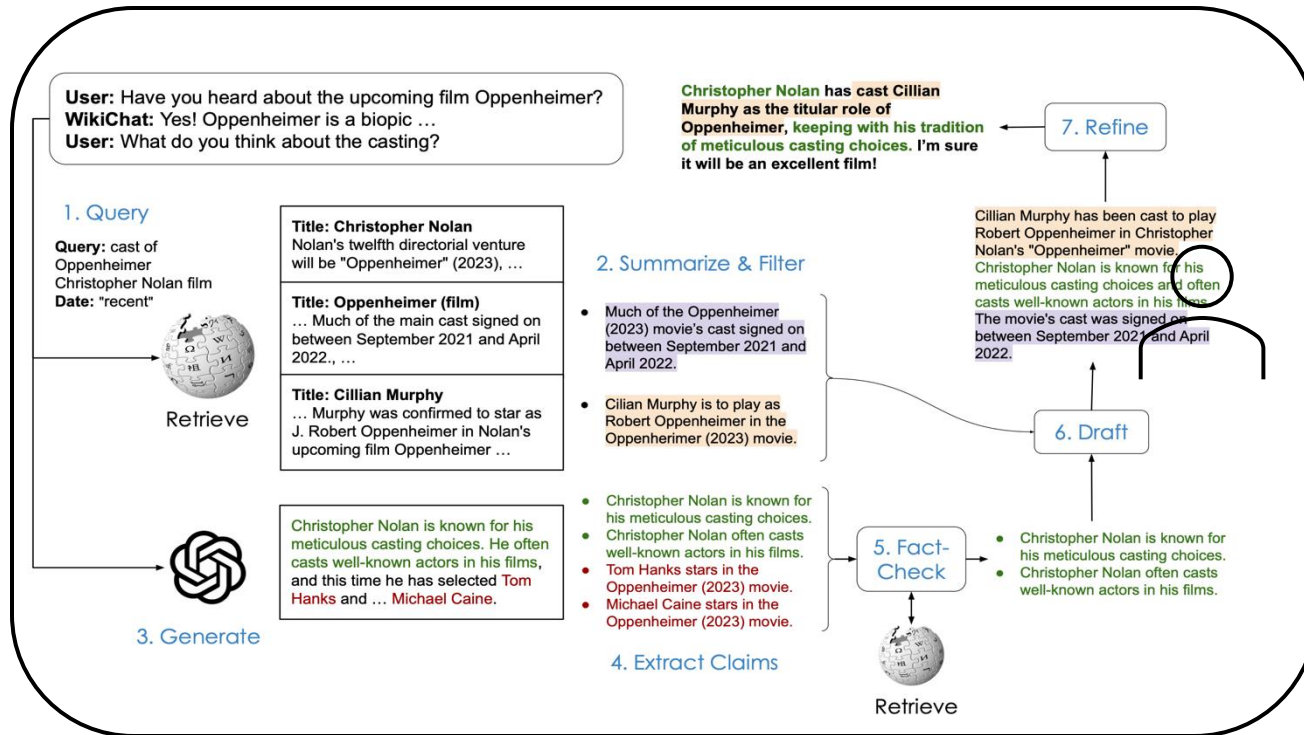 User: Have you heard about the upcoming film Oppenheimer?
WikiChat: Yes! Oppenheimer is a biopic ...
User: What do you think about the casting?
1. Query
Query: cast of
Oppenheimer
Christopher Nolan film
Date: "recent"
Retrieve
Title: Christopher Nolan
Nolan's twelfth directorial venture
will be "Oppenheimer" (2023), ...
Title: Oppenheimer (film)
... Much of the main cast signed on
between September 2021 and April
2022., ...
Title: Cillian Murphy
... Murphy was confirmed to star as
J. Robert Oppenheimer in Nolan's
upcoming film Oppenheimer ...
2. Summarize & Filter
● Much of the Oppenheimer
(2023) movie's cast signed on
between September 2021 and
April 2022.
● Cilian Murphy is to play as
Robert Oppenheimer in the
Oppenherimer (2023) movie.
3. Generate
Christopher Nolan is known for his
meticulous casting choices. He often
casts well-known actors in his films,
and this time he has selected Tom
Hanks and ... Michael Caine.
● Christopher Nolan is known for
his meticulous casting choices.
● Christopher Nolan often casts
well-known actors in his films.
● Tom Hanks stars in the
Oppenheimer (2023) movie.
● Michael Caine stars in the
Oppenheimer (2023) movie.
4. Extract Claims
5. Fact-
Check
Retrieve
● Christopher Nolan is known for
his meticulous casting choices.
● Christopher Nolan often casts
well-known actors in his films.
6. Draft
Cillian Murphy has been cast to play
Robert Oppenheimer in Christopher
Nolan's "Oppenheimer" movie.
Christopher Nolan is known for his
meticulous casting choices and often
casts well-known actors in his films.
The movie's cast was signed on
between September 2021 and April
2022.
7. Refine
Christopher Nolan has cast Cillian
Murphy as the titular role of
Oppenheimer, keeping with his tradition
of meticulous casting choices. I'm sure
it will be an excellent film!